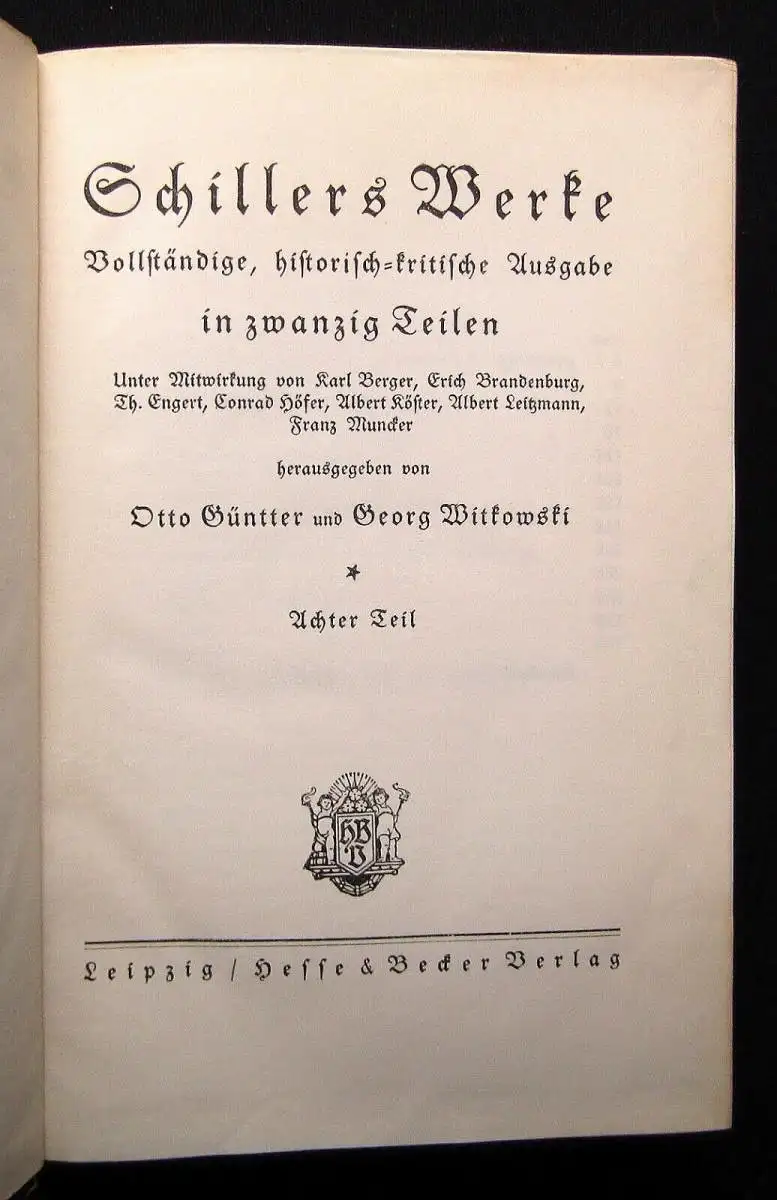 Schillers Werke
Vollständige, historisch-kritische Ausgabe
in zwanzig Teilen
Unter Mitwirkung von Karl Berger, Erich Brandenburg,
Th. Engert, Conrad Höfer, Albert Köster, Albert Leitzmann,
Franz Muncker
herausgegeben von
Otto Güntter und Georg Witkowski
Achter Teil
HB
V
Leipzig / Hesse & Becker Verlag